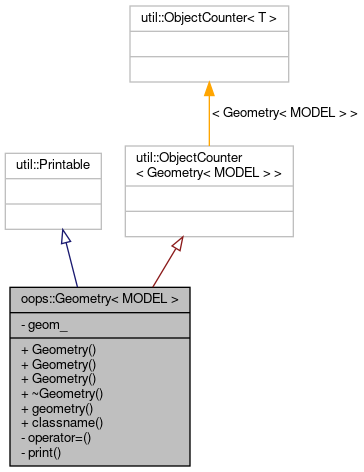 util::ObjectCounter< T >
< Geometry< MODEL > >
util::Printable
util::ObjectCounter
< Geometry< MODEL > >
oops::Geometry< MODEL >
- geom_
+ Geometry()
+ Geometry()
+ Geometry()
+ ~Geometry()
+ geometry()
+ classname()
- operator=()
- print()